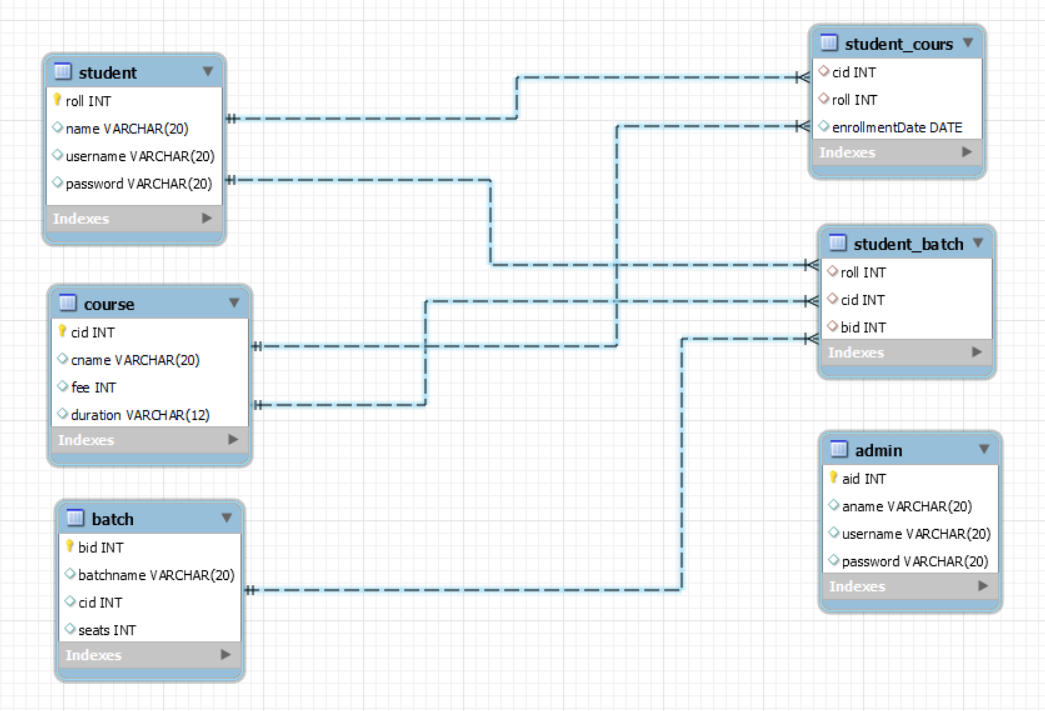 student
roll INT
name VARCHAR(20)
username VARCHAR(20)
password VARCHAR(20)
Indexes
course
cid INT
cname VARCHAR(20)
fee INT
duration VARCHAR(12)
Indexes
batch
bid INT
batchname VARCHAR(20)
cid INT
seats INT
Indexes
student_cours
cid INT
roll INT
enrollmentDate DATE
Indexes
student_batch
roll INT
cid INT
bid INT
Indexes
admin
aid INT
aname VARCHAR(20)
username VARCHAR(20)
password VARCHAR(20)
Indexes